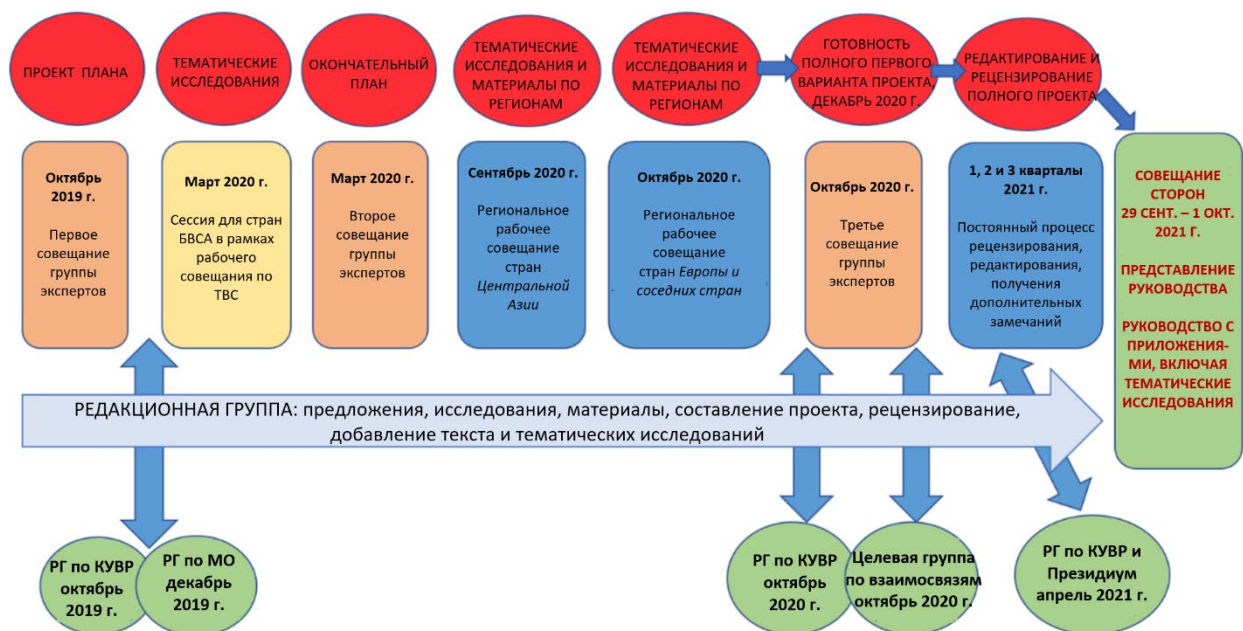 ПРОЕКТ ПЛАНА
ТЕМАТИЧЕСКИЕ
ИССЛЕДОВАНИЯ
ОКОНЧАТЕЛЬНЫЙ
ПЛАН
ТЕМАТИЧЕСКИЕ
ИССЛЕДОВАНИЯ И
МАТЕРИАЛЫ ПО
РЕГИОНАМ
ТЕМАТИЧЕСКИЕ
ИССЛЕДОВАНИЯ И
МАТЕРИАЛЫ ПО
РЕГИОНАМ
ГОТОВНОСТЬ
ПОЛНОГО ПЕРВОГО
ВАРИАНТА ПРОЕКТА,
ДЕКАБРЬ 2020 Г.
РЕДАКТИРОВАНИЕ И
РЕЦЕНЗИРОВАНИЕ
ПОЛНОГО ПРОЕКТА
Октябрь
2019 г.
Первое
совещание
группы
экспертов
Март 2020 г.
Сессия для стран
БВСА в рамках
рабочего
совещания по
ТВС
Март 2020 г.
Второе
совещание
группы
экспертов
Сентябрь 2020 г.
Региональное
рабочее
совещание
стран
Центральной
Азии
Октябрь 2020 г.
Региональное
рабочее
совещание
стран Европы и
соседних стран
Октябрь 2020 г.
Третье
совещание
группы
экспертов
1, 2 и 3 кварталы
2021 г.
Постоянный процесс
рецензирования,
редактирования,
получения
дополнительных
замечаний
СОВЕЩАНИЕ
СТОРОН
29 СЕНТ. – 1 ОКТ.
2021 Г.
ПРЕДСТАВЛЕНИЕ
РУКОВОДСТВА
РУКОВОДСТВО С
ПРИЛОЖЕНИЯ-
МИ, ВКЛЮЧАЯ
ТЕМАТИЧЕСКИЕ
ИССЛЕДОВАНИЯ
РЕДАКЦИОННАЯ ГРУППА: предложения, исследования, материалы, составление проекта, рецензирование,
добавление текста и тематических исследований
РГ по КУВР
октябрь
2019 г.
РГ по МО
декабрь
2019 г.
РГ по КУВР
октябрь
2020 г.
Целевая группа
по взаимосвязям
октябрь 2020 г.
РГ по КУВР и
Президиум
апрель 2021 г.